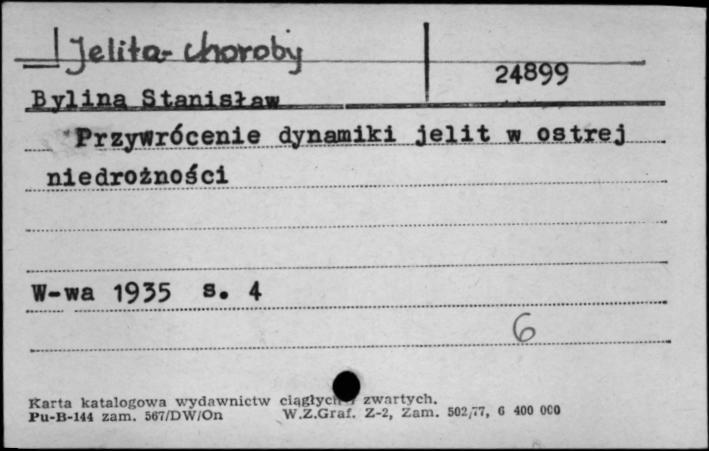 Jelita- choroby
24899
Bylina Stanisław
Przywrócenie dynamiki jelit w ostrej
niedrożności
W-wa 1935 s. 4
6
Karta katalogowa wydawnictw ciągłych zwartych.
Pu-B-144 zam. 567/DW/On W.Z.Graf. Z-2, Zam. 502/77, 6 400 000